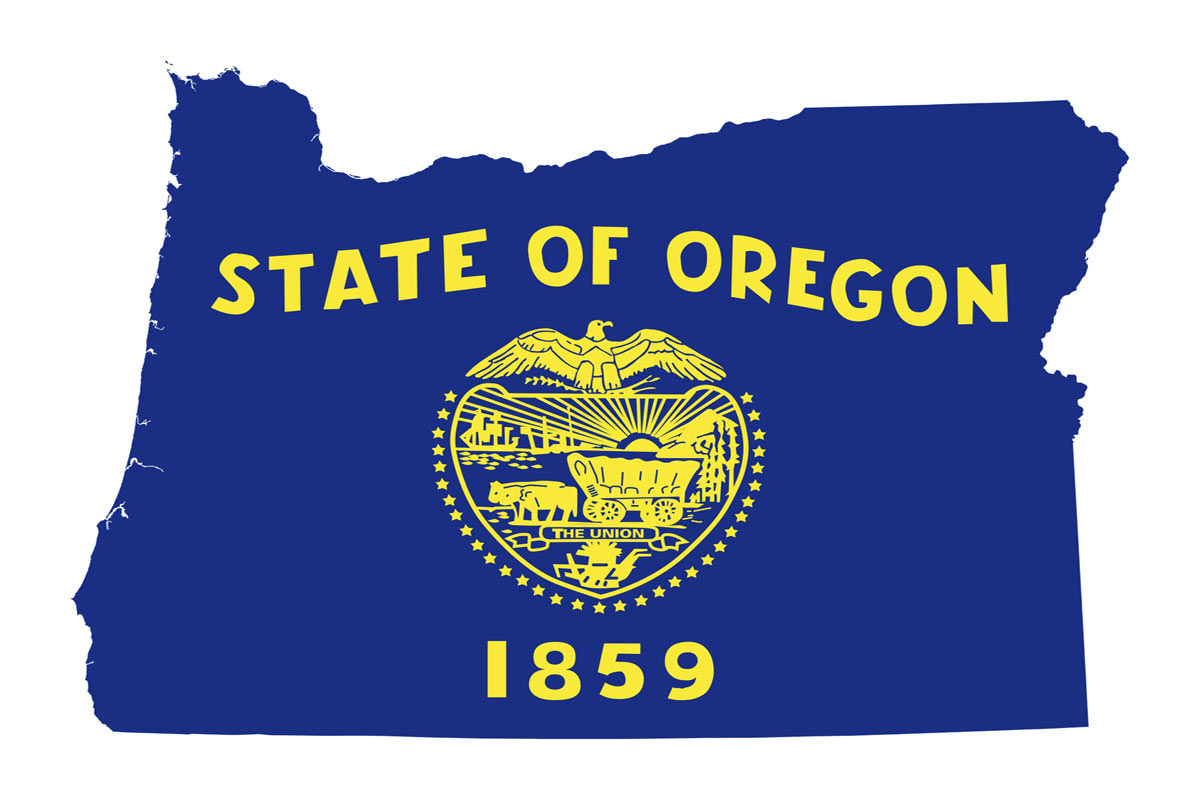 STATE OF OREGON
THE UNION
1859